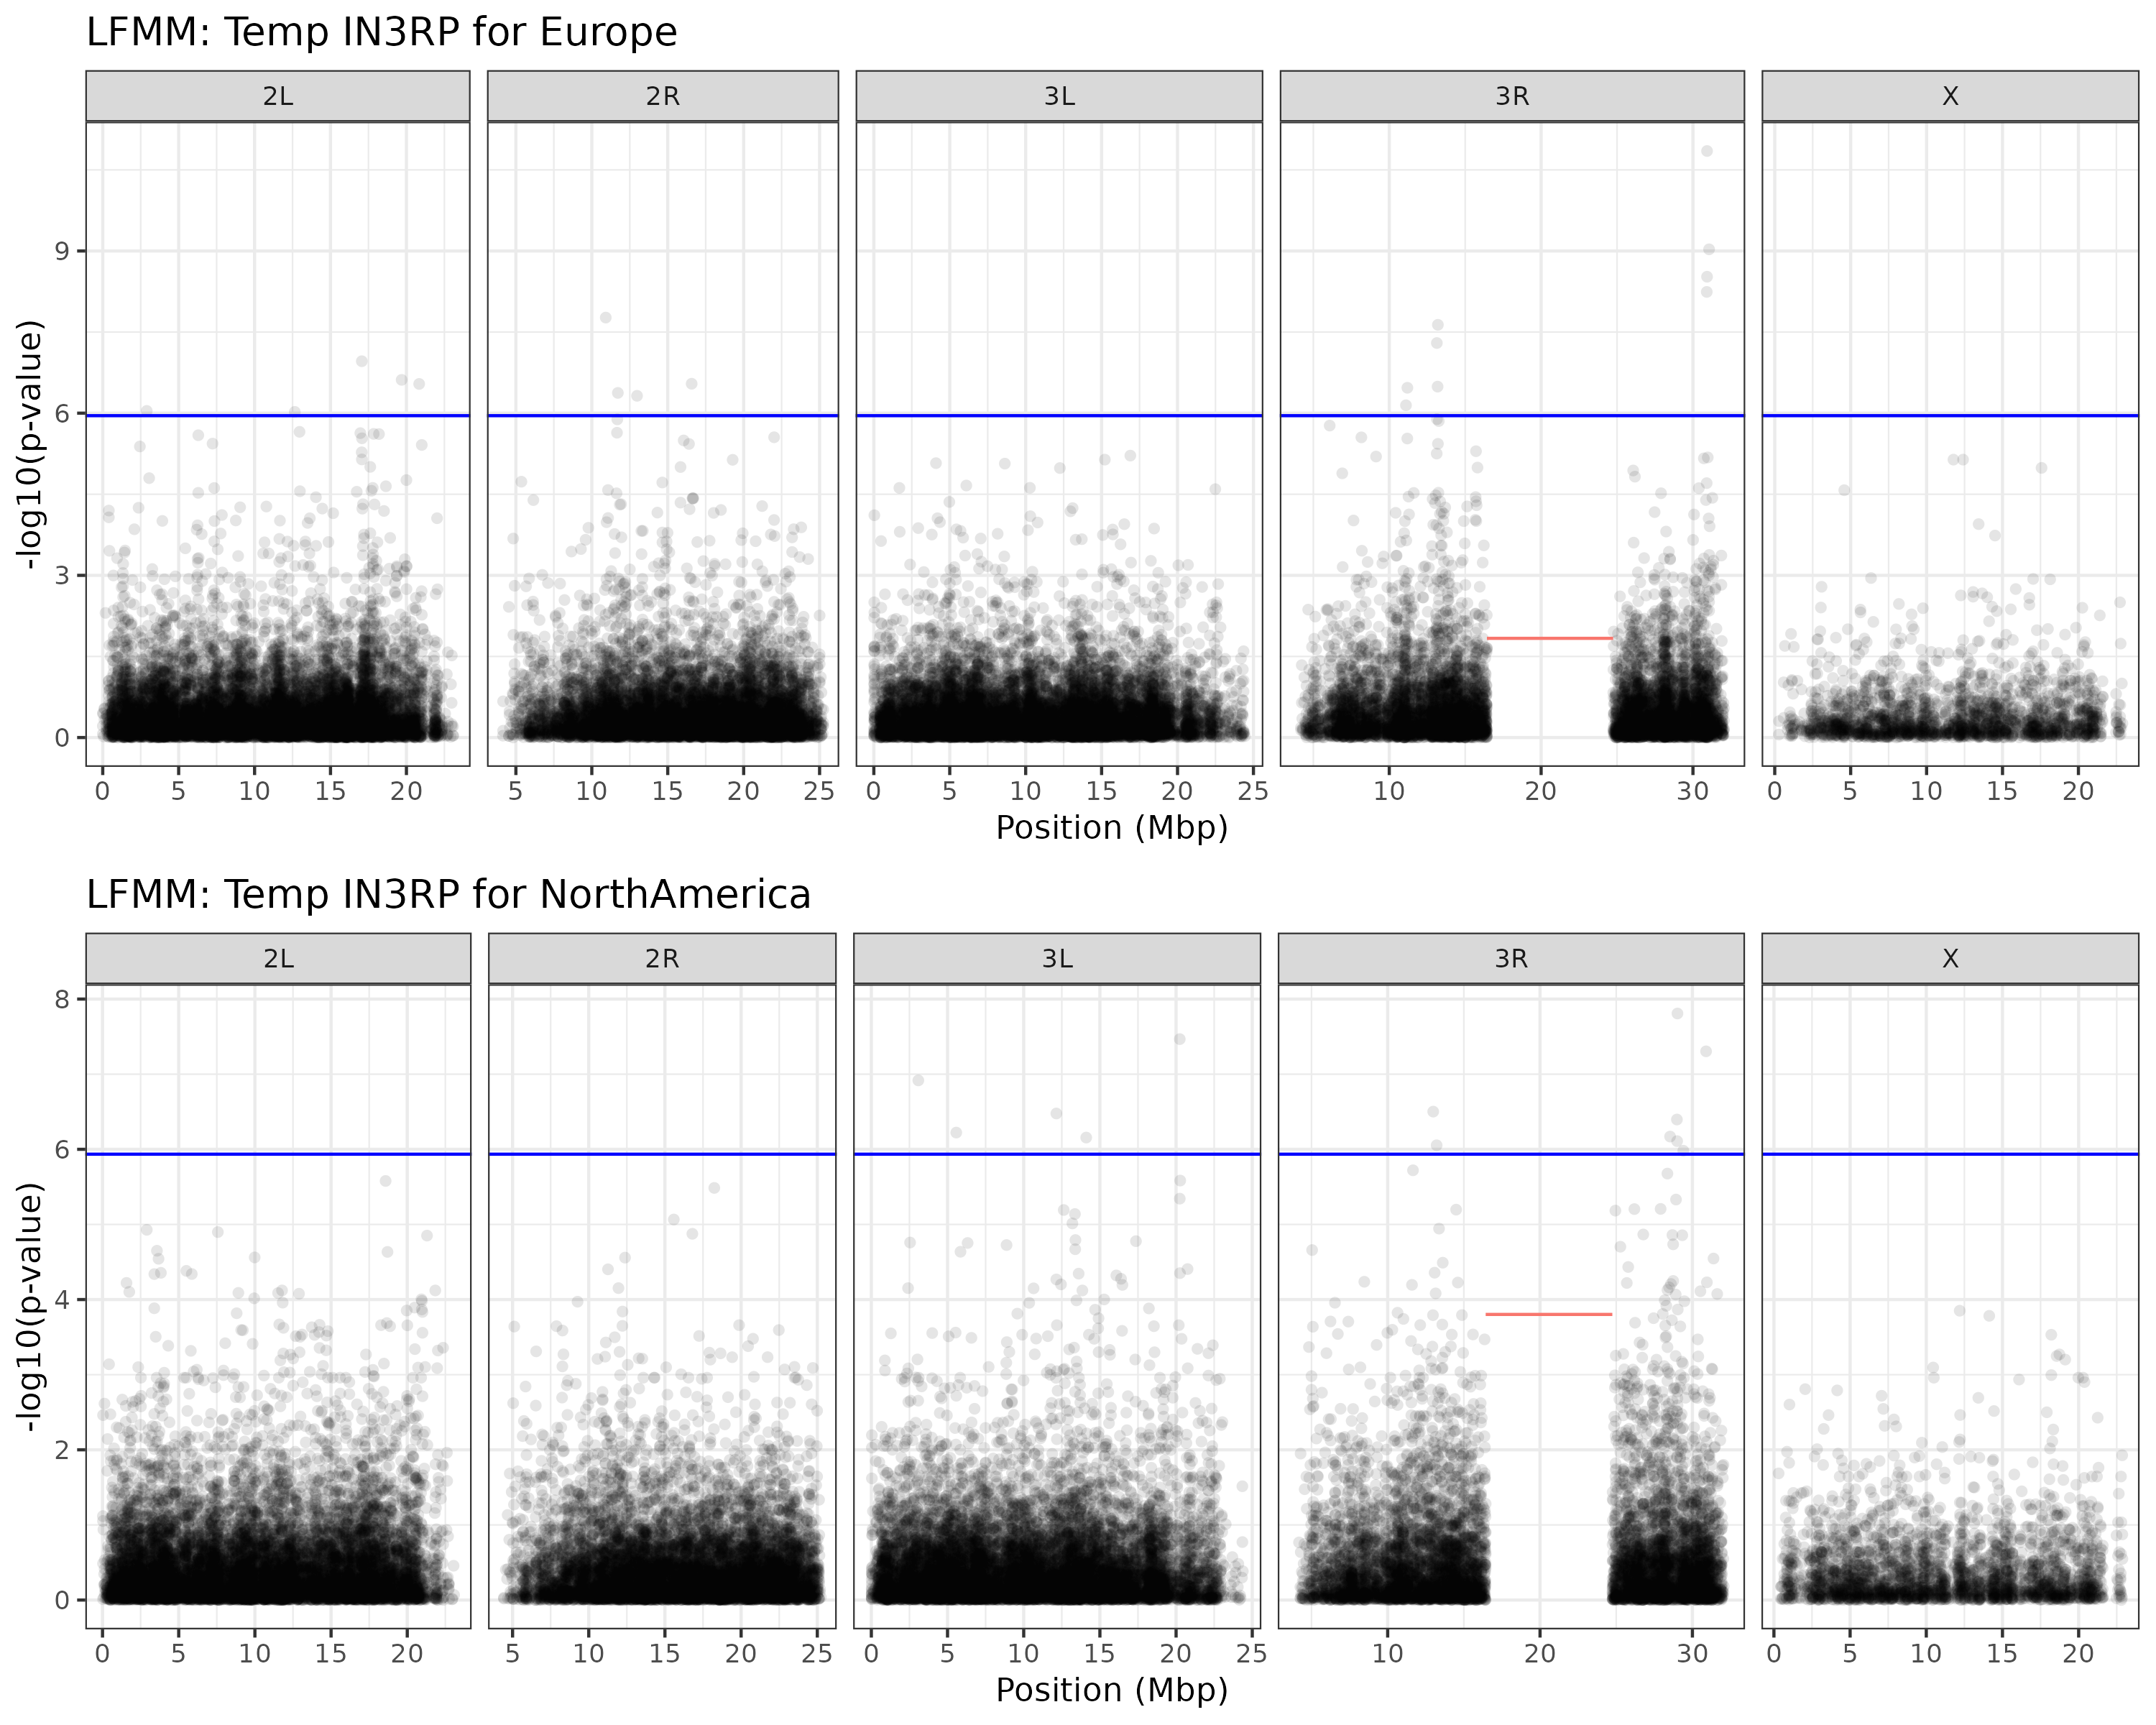 LFMM: Temp IN3RP for Europe
2L 2R 3L 3R X
9
6
3
0
-log10(p-value)
0 5 10 15 20 5 10 15 20 25 0 5 10 15 20 25 10 20 30 0 5 10 15 20
Position (Mbp)
LFMM: Temp IN3RP for NorthAmerica
2L 2R 3L 3R X
8
6
4
2
0
-log10(p-value)
0 5 10 15 20 5 10 15 20 25 0 5 10 15 20 25 10 20 30 0 5 10 15 20
Position (Mbp)